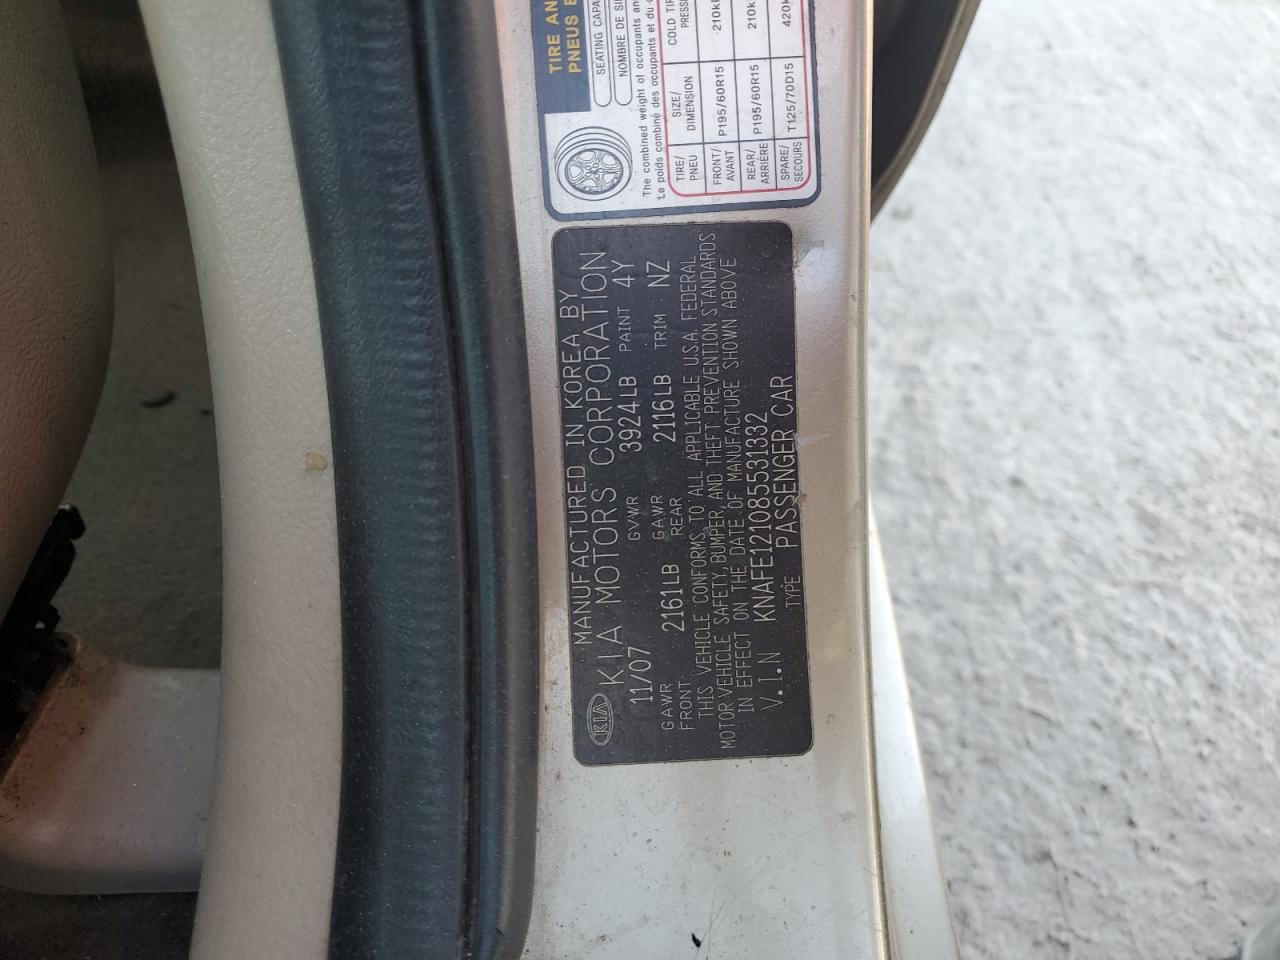 TIRE AN
PNEUS E
SEATING CAPA
NOMBRE DE SI
The combined weight of occupants an
Le poids combiné des occupants et du c
TIRE/ PNEU SIZE/ DIMENSION COLD TI PRESS
FRONT/ AVANT P195/60R15 210k
REAR/ ARRIÈRE P195/60R15 210k
SPARE/ SECOURS T125/70D15 420k
MANUFACTURED IN KOREA BY
KIA KIA MOTORS CORPORATION
11/07 GVWR 3924LB PAINT 4Y
GAWR FRONT 2161LB GAWR REAR 2116LB TRIM NZ
THIS VEHICLE CONFORMS TO ALL APPLICABLE U.S.A. FEDERAL
MOTOR VEHICLE SAFETY, BUMPER, AND THEFT PREVENTION STANDARDS
IN EFFECT ON THE DATE OF MANUFACTURE SHOWN ABOVE
V.I.N KNAFE121085531332
TYPE PASSENGER CAR